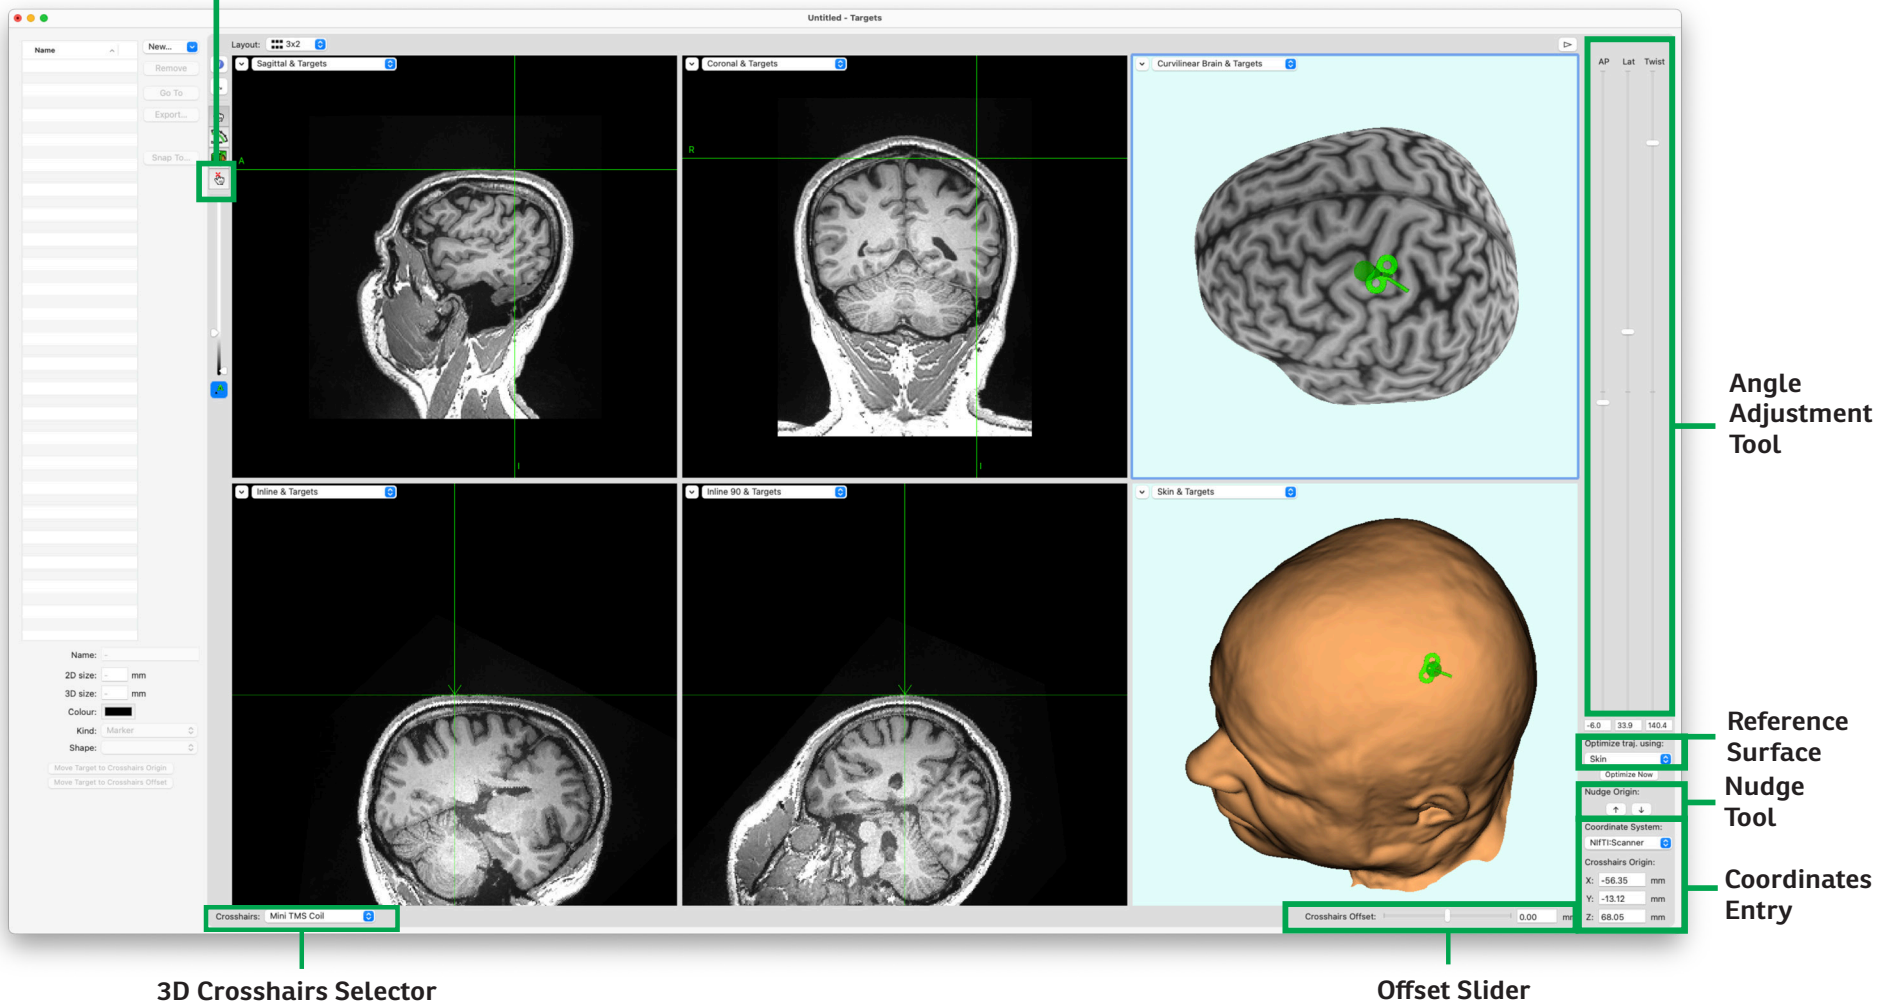 Untitled - Targets
Name
New...
Remove
Go To
Export...
Snap To...
Layout: 3x2
Sagittal & Targets
A
I
Coronal & Targets
R
I
Curvilinear Brain & Targets
AP Lat Twist
Angle
Adjustment
Tool
Inline & Targets
Inline 90 & Targets
Skin & Targets
Name: -
2D size: - mm
3D size: - mm
Colour:
Kind: Marker
Shape:
Move Target to Crosshairs Origin
Move Target to Crosshairs Offset
-6.0 33.9 140.4
Optimize traj. using:
Skin
Optimize Now
Reference
Surface
Nudge Origin:
↑ ↓
Nudge
Tool
Coordinate System:
NIfTI:Scanner
Crosshairs Origin:
X: -56.35 mm
Y: -13.12 mm
Z: 68.05 mm
Coordinates
Entry
Crosshairs: Mini TMS Coil
Crosshairs Offset: 0.00
3D Crosshairs Selector
Offset Slider